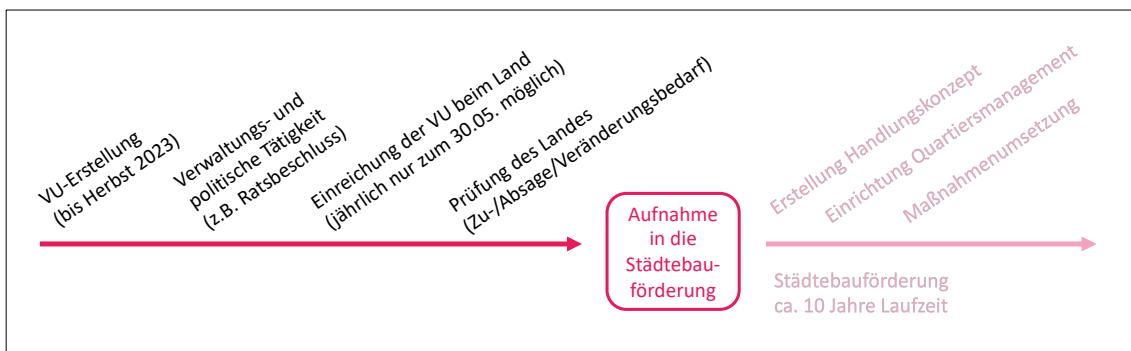 VU-Erstellung
(bis Herbst 2023)
Verwaltungs- und
politische Tätigkeit
(z.B. Ratsbeschluss)
Einreichung der VU beim Land
(jährlich nur zum 30.05. möglich)
Prüfung des Landes
(Zu-/Absage/Veränderungsbedarf)
Aufnahme
in die
Städtebau-
förderung
Erstellung Handlungskonzept
Einrichtung Quartiersmanagement
Maßnahmenumsetzung
Städtebauförderung
ca. 10 Jahre Laufzeit